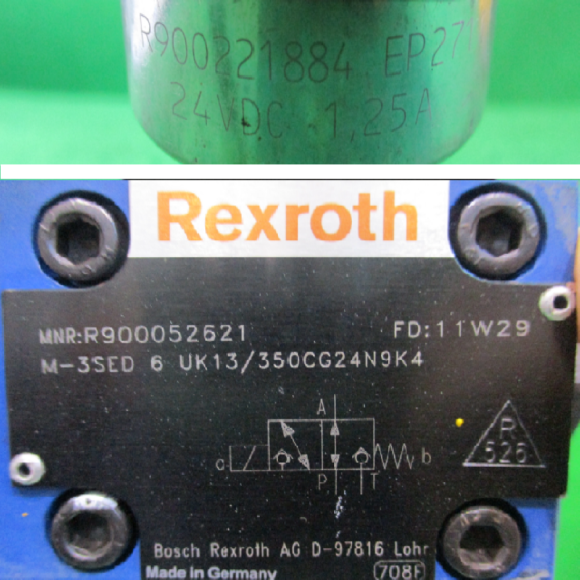 R900221884 EP27
24VDC 1,25A
Rexroth
MNR:R900052621 FD:11W29
M-3SED 6 UK13/350CG24N9K4
A
a b
P T
R
526
Bosch Rexroth AG D-97816 Lohr
Made in Germany 708F